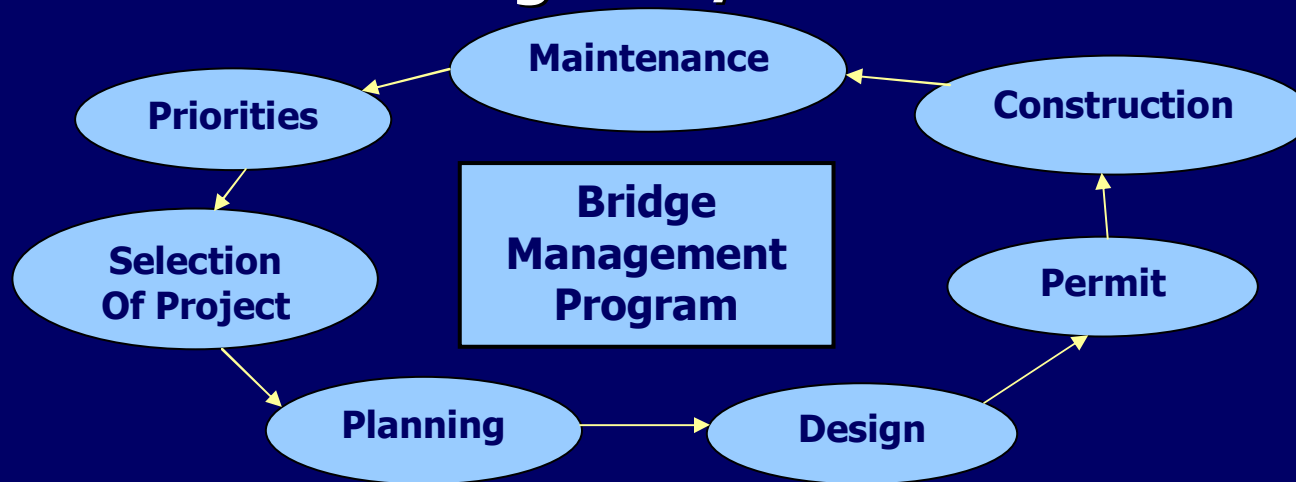 Maintenance
Construction
Priorities
Bridge
Management
Program
Selection
Of Project
Permit
Planning
Design